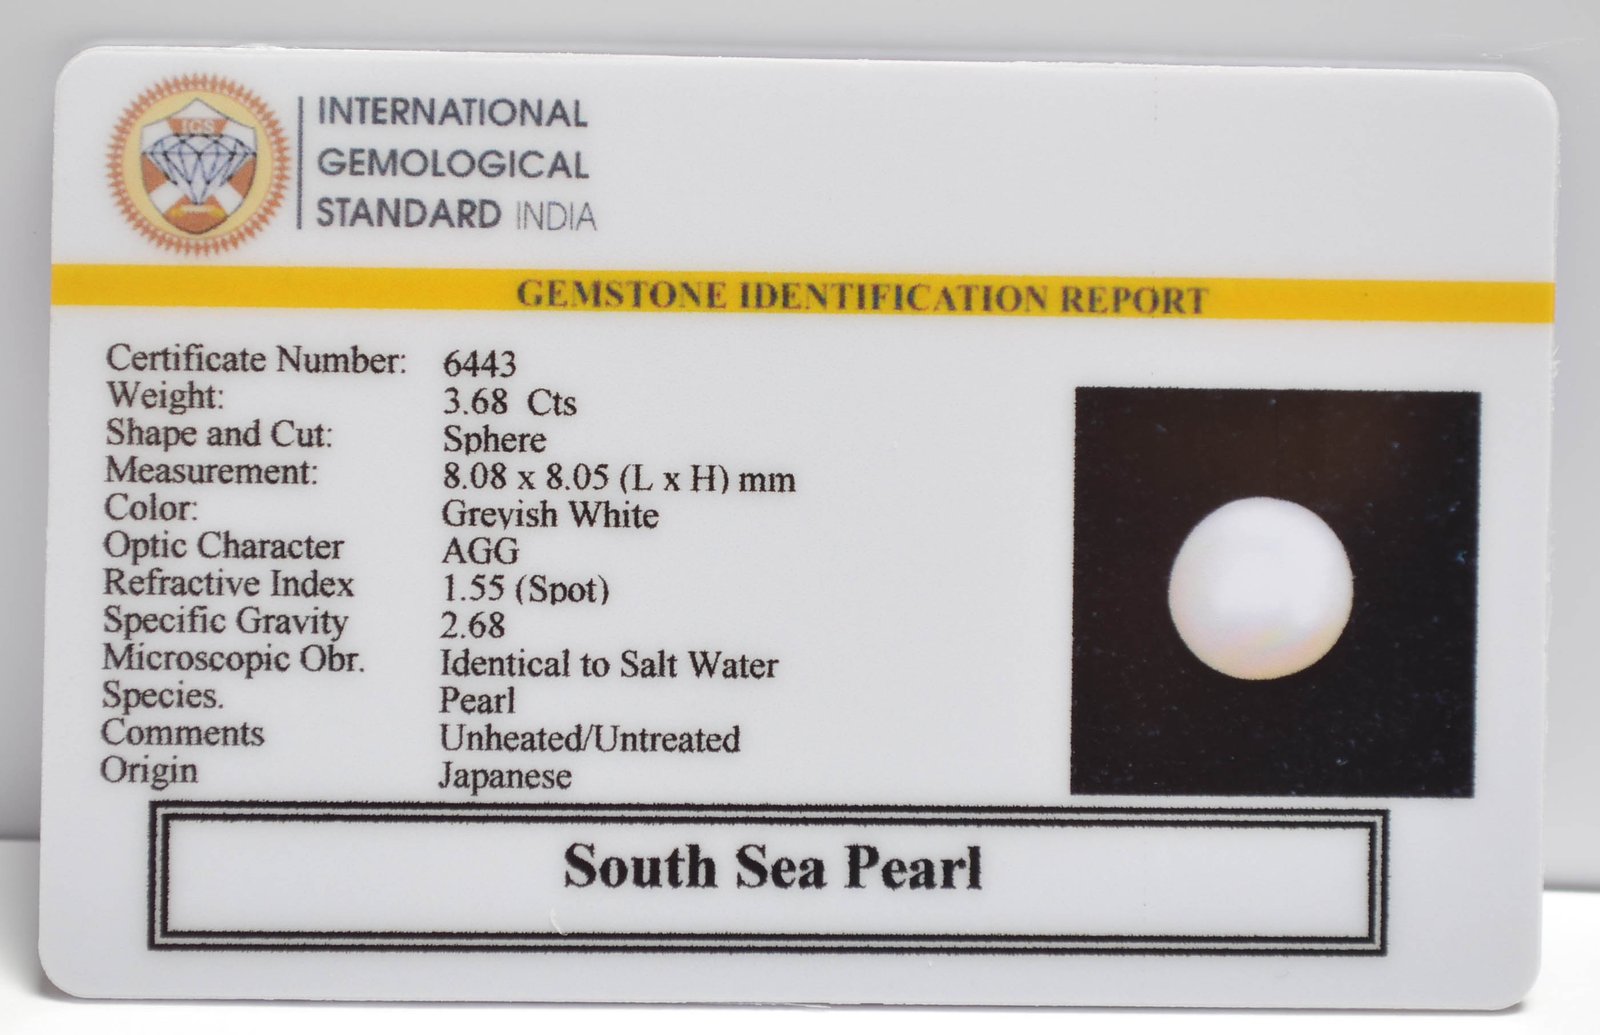 IGS
INTERNATIONAL
GEMOLOGICAL
STANDARD INDIA
GEMSTONE IDENTIFICATION REPORT
Certificate Number: 6443
Weight: 3.68 Cts
Shape and Cut: Sphere
Measurement: 8.08 x 8.05 (L x H) mm
Color: Greyish White
Optic Character AGG
Refractive Index 1.55 (Spot)
Specific Gravity 2.68
Microscopic Obr. Identical to Salt Water
Species. Pearl
Comments Unheated/Untreated
Origin Japanese
South Sea Pearl